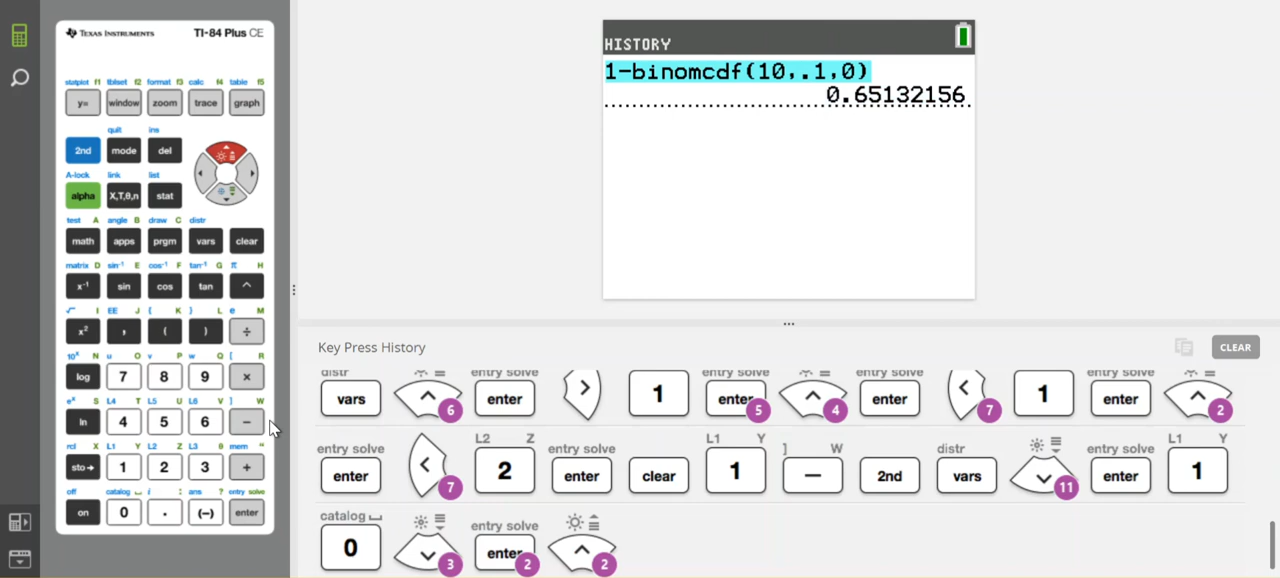 TEXAS INSTRUMENTS TI-84 Plus CE
statplot f1 tblset f2 format f3 calc f4 table f5
y= window zoom trace graph
quit ins
2nd mode del
A-lock link list
alpha X,T,θ,n stat
test A angle B draw C distr
math apps prgm vars clear
matrix D sin⁻¹ E cos⁻¹ F tan⁻¹ G π H
x⁻¹ sin cos tan ^
√ I EE J { K } L e M
x² , ( ) ÷
10ˣ N u O v P w Q [ R
log 7 8 9 ×
eˣ S L4 T L5 U L6 V ] W
ln 4 5 6 −
rcl X L1 Y L2 Z L3 θ mem "
sto→ 1 2 3 +
off catalog i : ans ? entry solve
on 0 . (−) enter
HISTORY
1-binomcdf(10,.1,0)
0.65132156
Key Press History
CLEAR
distr entry solve entry solve entry solve entry solve
vars 6 enter 1 enter 5 4 enter 7 1 enter 2
entry solve L2 Z entry solve L1 Y ] W distr entry solve L1 Y
enter 7 2 enter clear 1 — 2nd vars 11 enter 1
catalog entry solve
0 3 enter 2 2